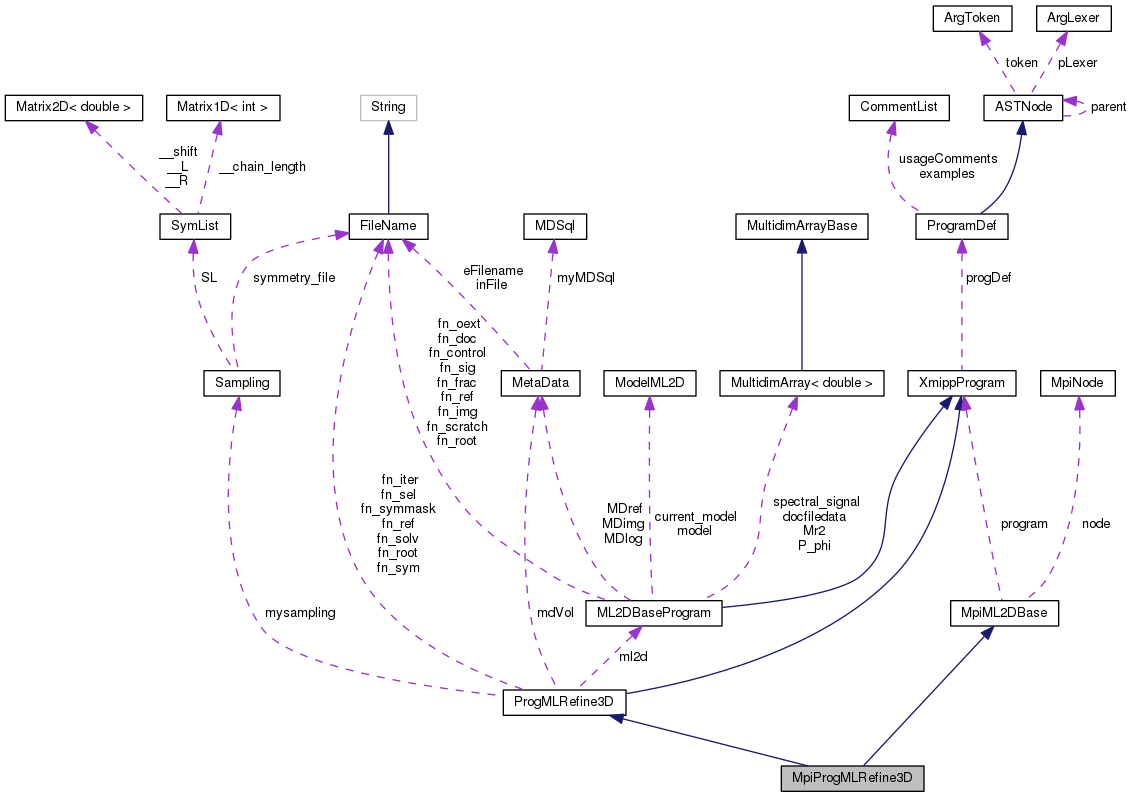 ArgToken
ArgLexer
token
pLexer
Matrix2D< double >
Matrix1D< int >
String
CommentList
ASTNode
parent
__shift
__L
__R
__chain_length
usageComments
examples
SymList
FileName
MDSql
MultidimArrayBase
ProgramDef
SL
symmetry_file
eFilename
inFile
myMDSql
progDef
fn_oext
fn_doc
fn_control
fn_sig
fn_frac
fn_ref
fn_img
fn_scratch
fn_root
Sampling
MetaData
ModelML2D
MultidimArray< double >
XmippProgram
MpiNode
fn_iter
fn_sel
fn_symmask
fn_ref
fn_solv
fn_root
fn_sym
MDref
MDimg
MDlog
current_model
model
spectral_signal
docfiledata
Mr2
P_phi
program
node
mysampling
mdVol
ML2DBaseProgram
MpiML2DBase
ml2d
ProgMLRefine3D
MpiProgMLRefine3D